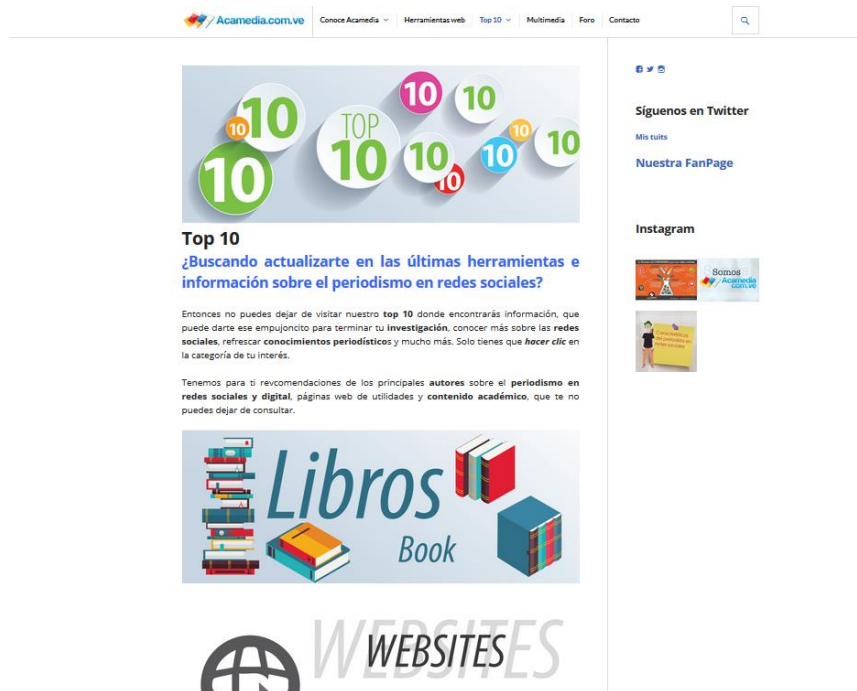 Acamedia.com.ve
Conoce Acamedia
Herramientas web
Top 10
Multimedia
Foro
Contacto
10
10
10
10
10
TOP
10
10
10
10
10
10
Top 10
¿Buscando actualizarte en las últimas herramientas e
información sobre el periodismo en redes sociales?
Entonces no puedes dejar de visitar nuestro top 10 donde encontrarás información, que
puede darte ese empujoncito para terminar tu investigación, conocer más sobre las redes
sociales, refrescar conocimientos periodísticos y mucho más. Solo tienes que hacer clic en
la categoría de tu interés.
Tenemos para ti revcomendaciones de los principales autores sobre el periodismo en
redes sociales y digital, páginas web de utilidades y contenido académico, que te no
puedes dejar de consultar.
Libros
Book
WEBSITES
WEBSITES
Síguenos en Twitter
Mis tuits
Nuestra FanPage
Instagram
Somos
Acamedia
com.ve